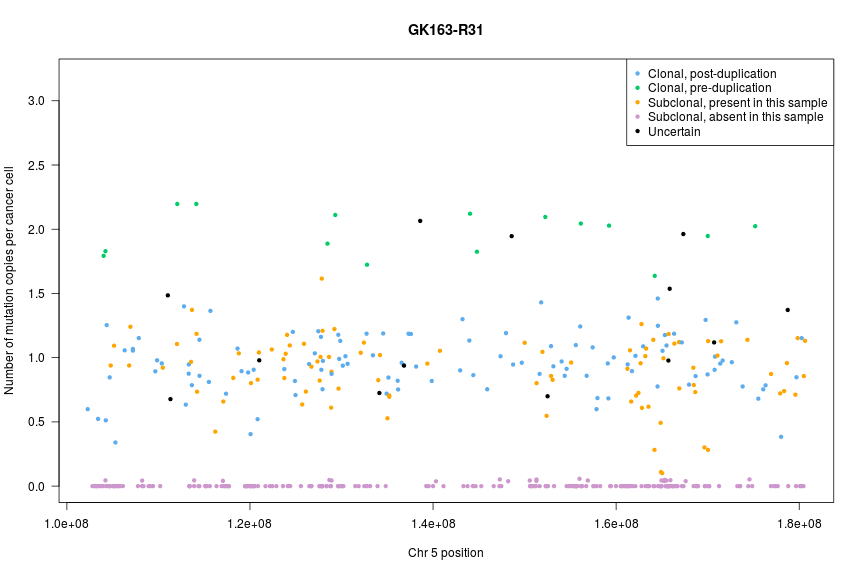 GK163-R31
Clonal, post-duplication
Clonal, pre-duplication
Subclonal, present in this sample
Subclonal, absent in this sample
Uncertain
Number of mutation copies per cancer cell
3.0
2.5
2.0
1.5
1.0
0.5
0.0
1.0e+08 1.2e+08 1.4e+08 1.6e+08 1.8e+08
Chr 5 position